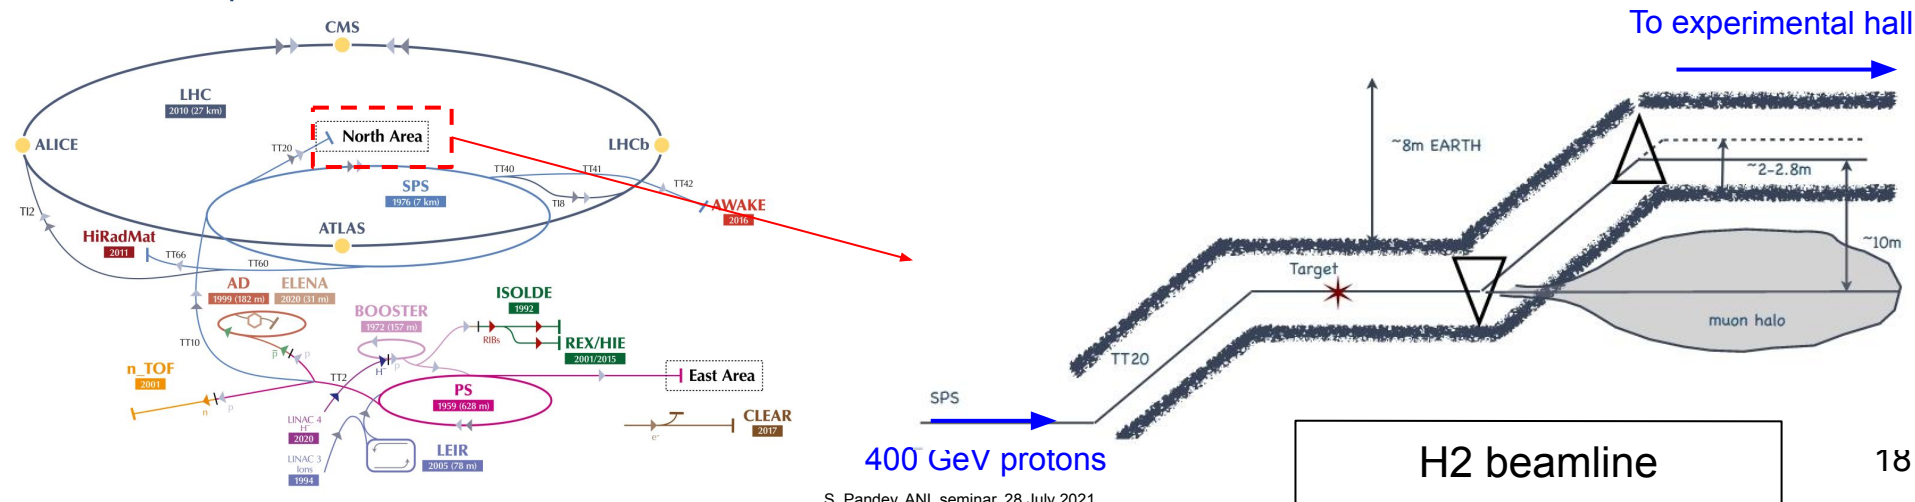 To experimental hall
CMS
LHC
2010 (27 km)
North Area
TT20
ALICE
LHCb
TT40
TT41
TT42
SPS
1976 (7 km)
TI8
TI2
AWAKE
2016
ATLAS
HiRadMat
2011
TT66
TT60
AD
1999 (182 m)
ELENA
2020 (31 m)
ISOLDE
1992
BOOSTER
1972 (157 m)
RIBs
REX/HIE
2001/2015
p̅
p
H⁻
p
TT10
TT2
n_TOF
2001
n
p
PS
1959 (628 m)
East Area
LINAC 4
H⁻
2020
CLEAR
2017
e⁻
LINAC 3
Ions
1994
LEIR
2005 (78 m)
~8m EARTH
~2-2.8m
~10m
Target
muon halo
TT20
SPS
400 GeV protons
H2 beamline
18
S. Pandey, ANL seminar, 28 July 2021